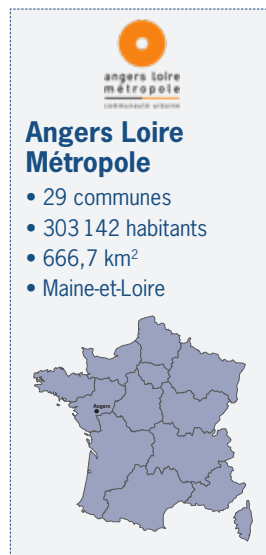 angers loire
métropole
communauté urbaine
Angers Loire
Métropole
• 29 communes
• 303 142 habitants
• 666,7 km²
• Maine-et-Loire
Angers